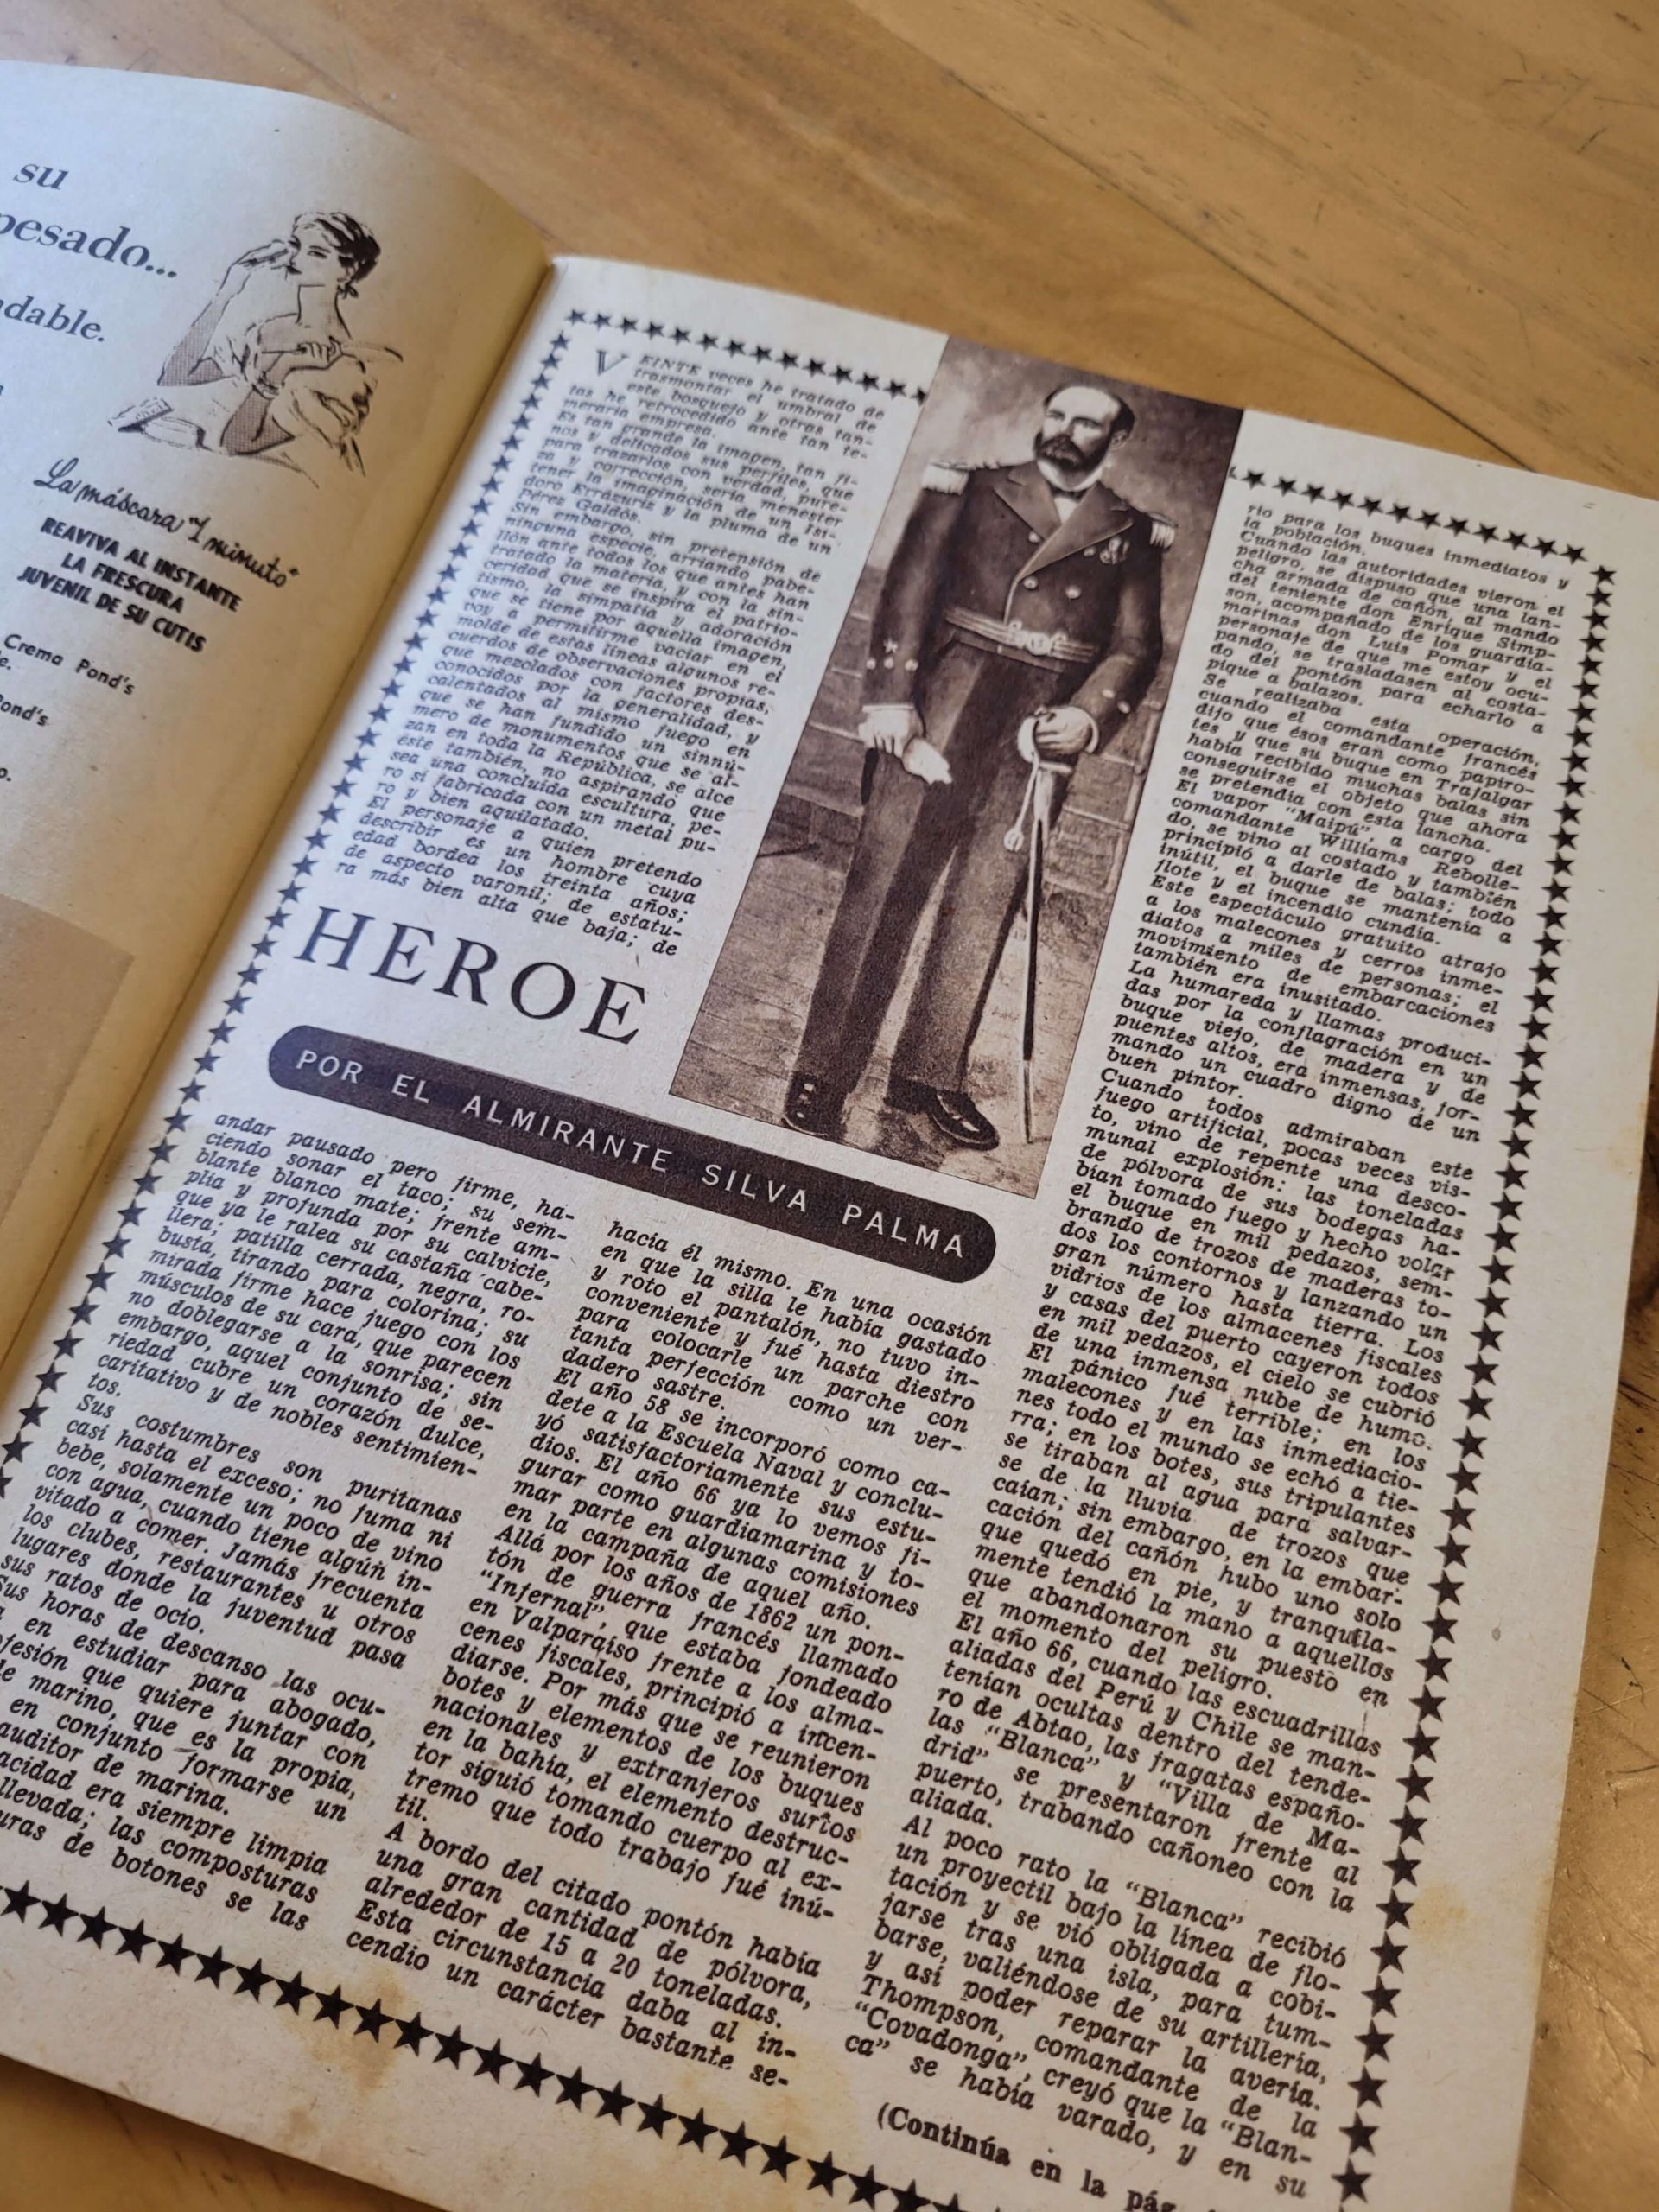 su
pesado...
dable.
La máscara "1 minuto"
REAVIVA AL INSTANTE
LA FRESCURA
JUVENIL DE SU CUTIS
Crema Pond's
e.
Pond's
VEINTE veces he tratado de
trasmontar el umbral de
este bosquejo y otras tan-
tas he retrocedido ante tan te-
meraria empresa.
Es tan grande la imagen, tan fi-
nos y delicados sus perfiles, que
para trazarlos con verdad, pure-
za y corrección, sería menester
tener la imaginación de un Isi-
doro Errázuriz y la pluma de un
Pérez Galdós.
Sin embargo, sin pretensión de
ninguna especie, arriando pabe-
llón ante todos los que antes han
tratado la materia, y con la sin-
ceridad que se inspira el patrio-
tismo, la simpatía y adoración
que se tiene por aquella imagen,
voy a permitirme vaciar en el
molde de estas líneas algunos re-
cuerdos de observaciones propias,
que mezclados con factores des-
conocidos por la generalidad, y
calentados al mismo fuego en
que se han fundido un sinnú-
mero de monumentos que se al-
zan en toda la República, se alce
éste también, no aspirando que
sea una concluída escultura, pe-
ro sí fabricada con un metal pu-
ro y bien aquilatado.
El personaje a quien pretendo
describir es un hombre cuya
edad bordea los treinta años;
de aspecto varonil; de estatu-
ra más bien alta que baja; de
HEROE
POR EL ALMIRANTE SILVA PALMA
andar pausado pero firme, ha-
ciendo sonar el taco; su sem-
blante blanco mate; frente am-
plia y profunda por su calvicie,
que ya le ralea su castaña cabe-
llera; patilla cerrada, negra, ro-
busta, tirando para colorina; su
mirada firme hace juego con los
músculos de su cara, que parecen
no doblegarse a la sonrisa; sin
embargo, aquel conjunto de se-
riedad cubre un corazón dulce,
caritativo y de nobles sentimien-
tos.
Sus costumbres son puritanas
casi hasta el exceso; no fuma ni
bebe, solamente un poco de vino
con agua, cuando tiene algún in-
vitado a comer. Jamás frecuenta
los clubes, restaurantes u otros
lugares donde la juventud pasa
sus ratos de ocio.
Sus horas de descanso las ocu-
en estudiar para abogado,
que quiere juntar con
de marino, que es la propia,
en conjunto formarse un
auditor de marina.
era siempre limpia
llevada; las composturas
de botones se las
hacía él mismo. En una ocasión
en que la silla le había gastado
y roto el pantalón, no tuvo in-
conveniente y fué hasta diestro
para colocarle un parche con
tanta perfección como un ver-
dadero sastre.
El año 58 se incorporó como ca-
dete a la Escuela Naval y conclu-
yó satisfactoriamente sus estu-
dios. El año 66 ya lo vemos fi-
gurar como guardiamarina y to-
mar parte en algunas comisiones
en la campaña de aquel año.
Allá por los años de 1862 un pon-
tón de guerra francés llamado
"Infernal", que estaba fondeado
en Valparaíso frente a los alma-
cenes fiscales, principió a incen-
diarse. Por más que se reunieron
botes y elementos de los buques
nacionales y extranjeros surtos
en la bahía, el elemento destruc-
tor siguió tomando cuerpo al ex-
tremo que todo trabajo fué inú-
til.
A bordo del citado pontón había
una gran cantidad de pólvora,
alrededor de 15 a 20 toneladas.
Esta circunstancia daba al in-
cendio un carácter bastante se-
rio para los buques inmediatos y
la población.
Cuando las autoridades vieron el
peligro, se dispuso que una lan-
cha armada de cañón, al mando
del teniente don Enrique Simp-
son, acompañado de los guardia-
marinas don Luis Pomar y el
personaje de que me estoy ocu-
pando, se trasladasen al costa-
do del pontón para echarlo a
pique a balazos.
Se realizaba esta operación,
cuando el comandante francés
dijo que ésos eran como papiro-
tes y que su buque en Trafalgar
había recibido muchas balas sin
conseguirse el objeto que ahora
se pretendía con esta lancha.
El vapor "Maipú", a cargo del
comandante Williams Rebolle-
do, se vino al costado y también
principió a darle de balas; todo
inútil, el buque se mantenía a
flote y el incendio cundía.
Este espectáculo gratuito atrajo
a los malecones y cerros inme-
diatos a miles de personas; el
movimiento de embarcaciones
también era inusitado.
La humareda y llamas produci-
das por la conflagración en un
buque viejo, de madera y de
puentes altos, era inmensas, for-
mando un cuadro digno de un
buen pintor.
Cuando todos admiraban este
fuego artificial, pocas veces vis-
to, vino de repente una desco-
munal explosión: las toneladas
de pólvora de sus bodegas ha-
bían tomado fuego y hecho volar
el buque en mil pedazos, sem-
brando de trozos de maderas to-
dos los contornos y lanzando un
gran número hasta tierra. Los
vidrios de los almacenes fiscales
y casas del puerto cayeron todos
en mil pedazos, el cielo se cubrió
de una inmensa nube de humo.
El pánico fué terrible; en los
malecones y en las inmediacio-
nes todo el mundo se echó a tie-
rra; en los botes, sus tripulantes
se tiraban al agua para salvar-
se de la lluvia de trozos que
caían; sin embargo, en la embar-
cación del cañón hubo uno solo
que quedó en pie, y tranquila-
mente tendió la mano a aquellos
que abandonaron su puesto en
el momento del peligro.
El año 66, cuando las escuadrillas
aliadas del Perú y Chile se man-
tenían ocultas dentro del tende-
ro de Abtao, las fragatas españo-
las "Blanca" y "Villa de Ma-
drid" se presentaron frente al
puerto, trabando cañoneo con la
aliada.
Al poco rato la "Blanca" recibió
un proyectil bajo la línea de flo-
tación y se vió obligada a cobi-
jarse tras una isla, para tum-
barse, valiéndose de su artillería,
y así poder reparar la avería.
Thompson, comandante de la
"Covadonga", creyó que la "Blan-
ca" se había varado, y en su
(Continúa en la pág.